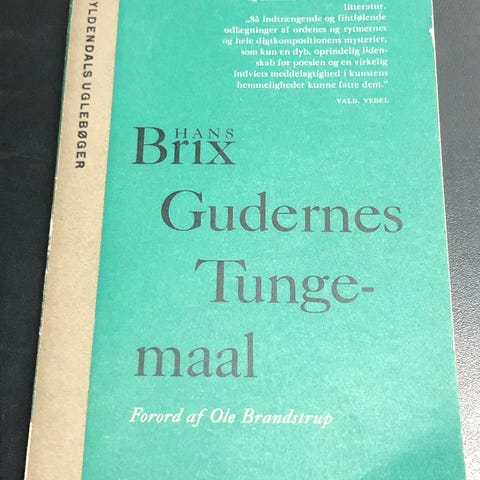 litteratur.
„Så indtrængende og fintfølende
udlægninger af ordenes og rytmernes
og hele digtkompositionens mysterier,
som kun en dyb, oprindelig liden-
skab for poesien og en virkelig
indviets meddelagtighed i kunstens
hemmeligheder kunne fatte dem.“
VALD. VEDEL
HANS
Brix
Gudernes
Tunge-
maal
Forord af Ole Brandstrup
YLDENDALS UGLEBØGER